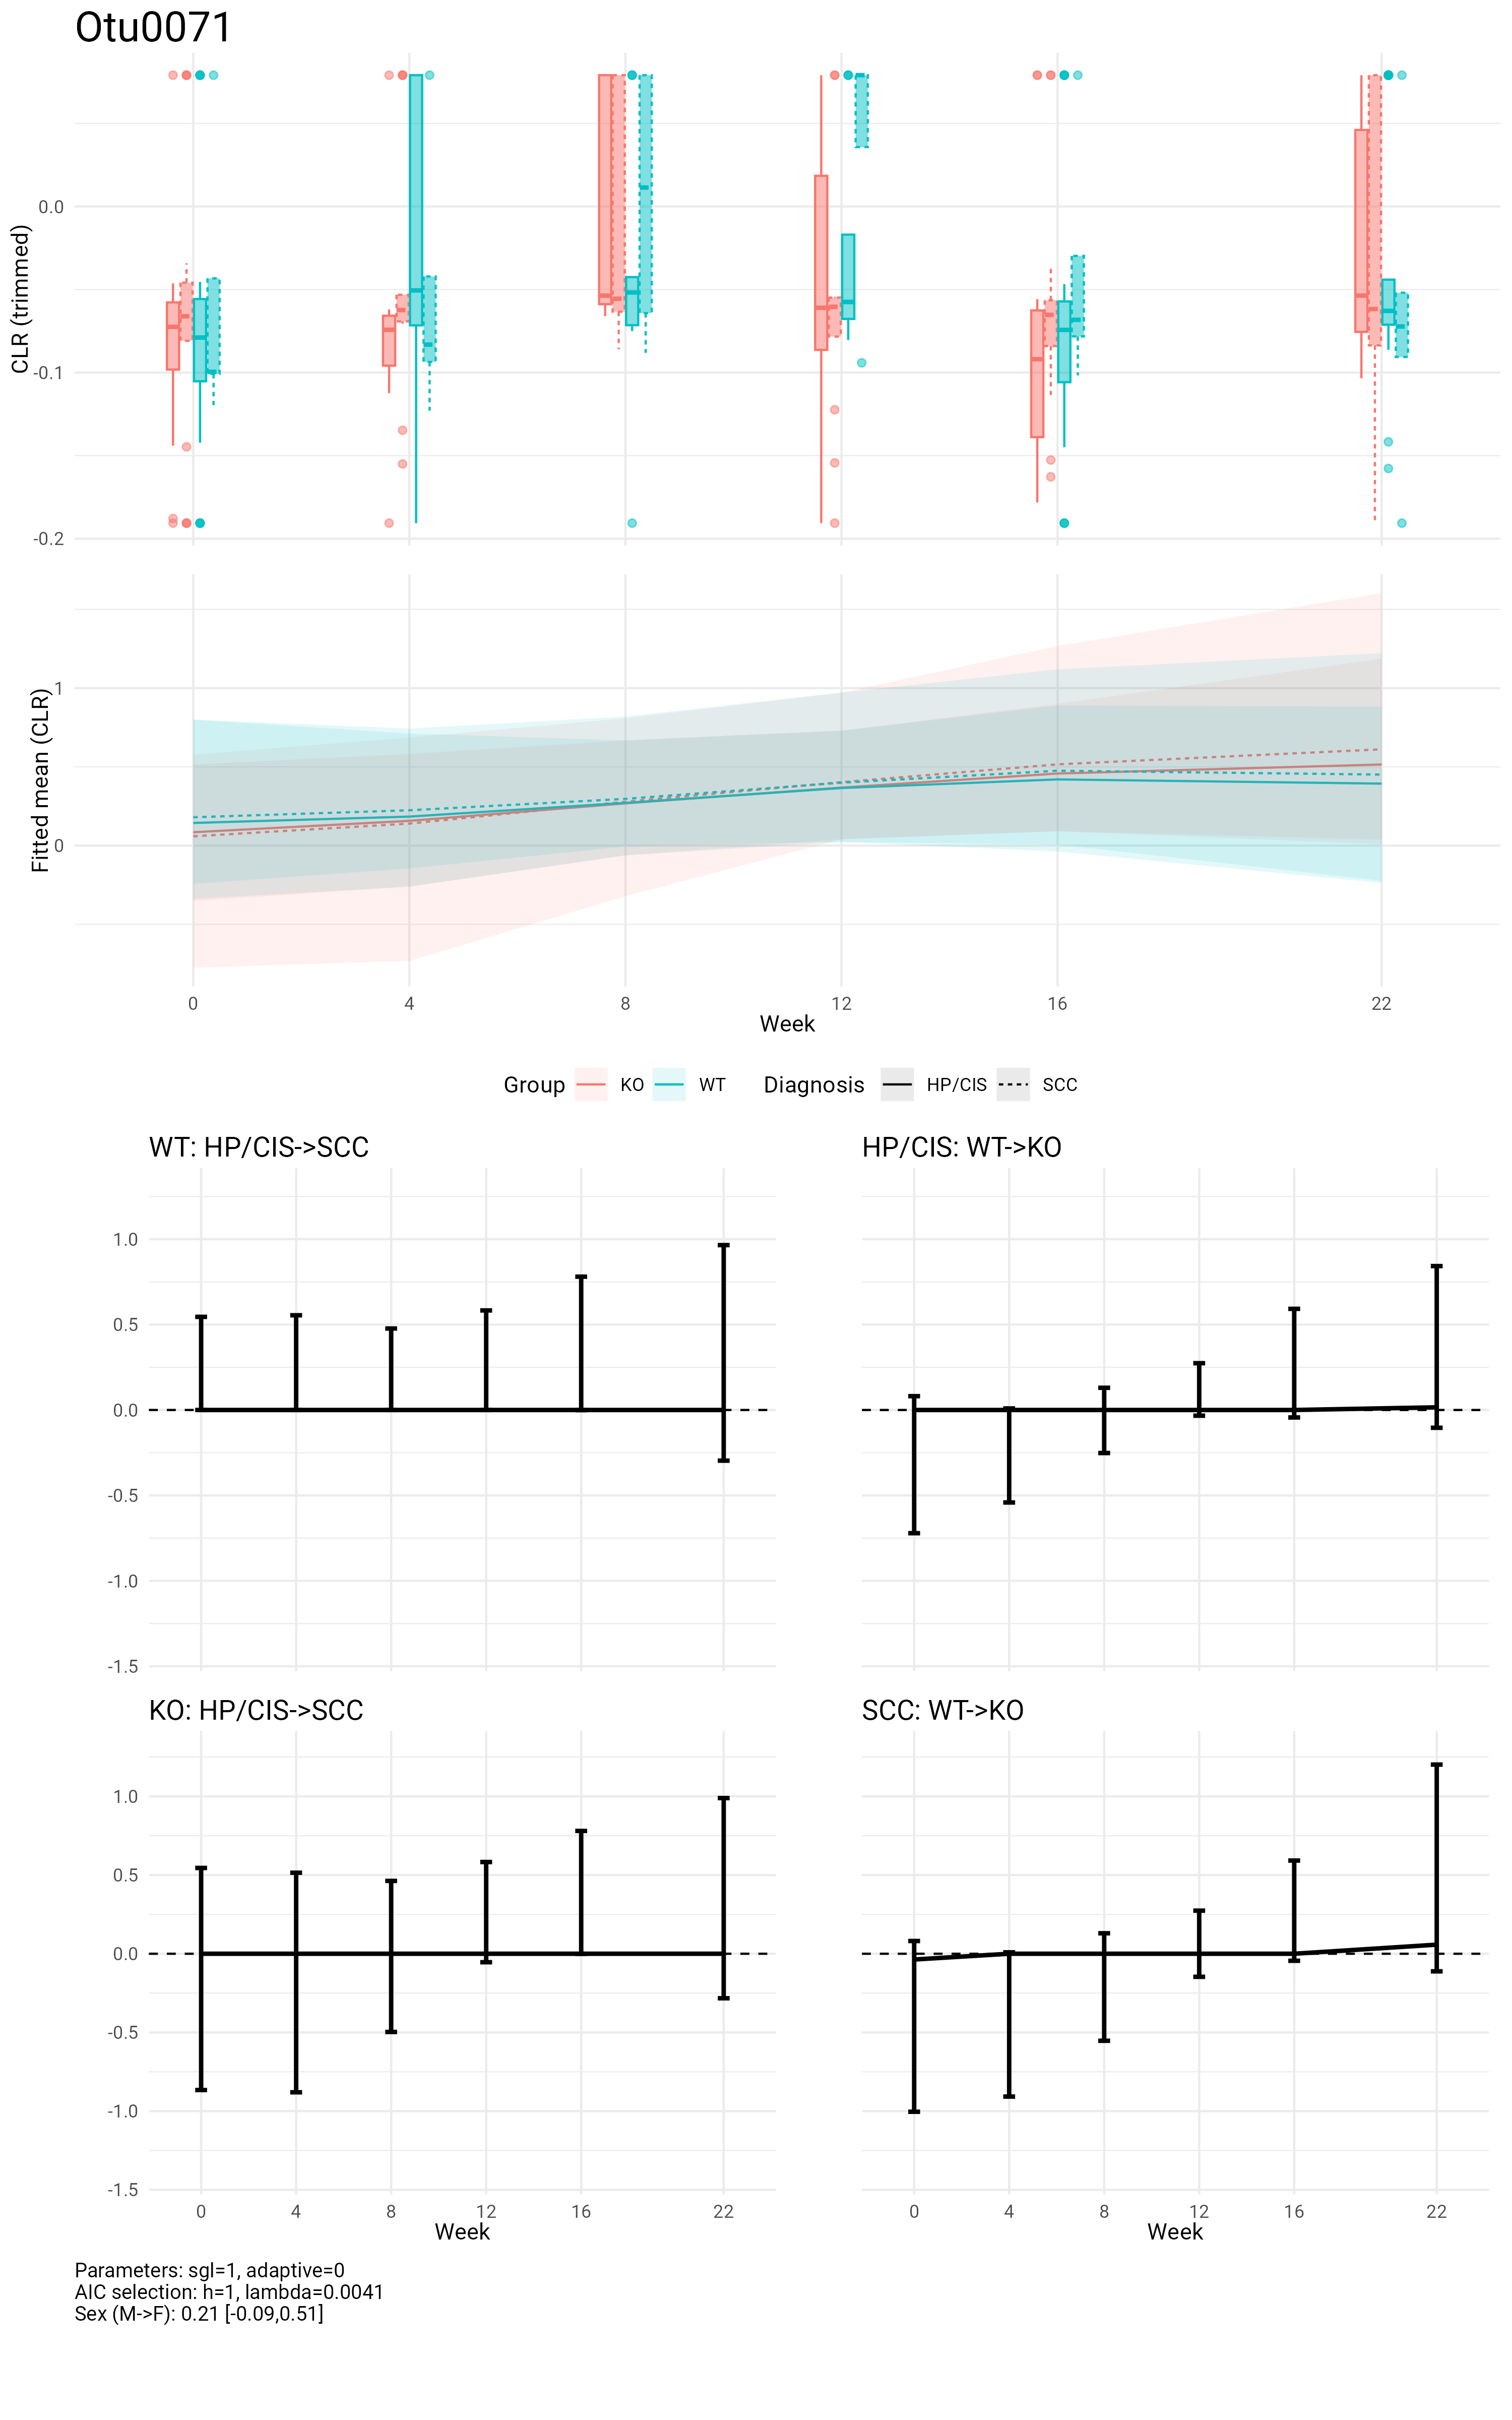 Otu0071
CLR (trimmed)
0.0
-0.1
-0.2
Fitted mean (CLR)
1
0
0 4 8 12 16 22
Week
Group KO WT Diagnosis HP/CIS SCC
WT: HP/CIS->SCC HP/CIS: WT->KO
1.0
0.5
0.0
-0.5
-1.0
-1.5
KO: HP/CIS->SCC SCC: WT->KO
1.0
0.5
0.0
-0.5
-1.0
-1.5
0 4 8 12 16 22 0 4 8 12 16 22
Week Week
Parameters: sgl=1, adaptive=0
AIC selection: h=1, lambda=0.0041
Sex (M->F): 0.21 [-0.09,0.51]